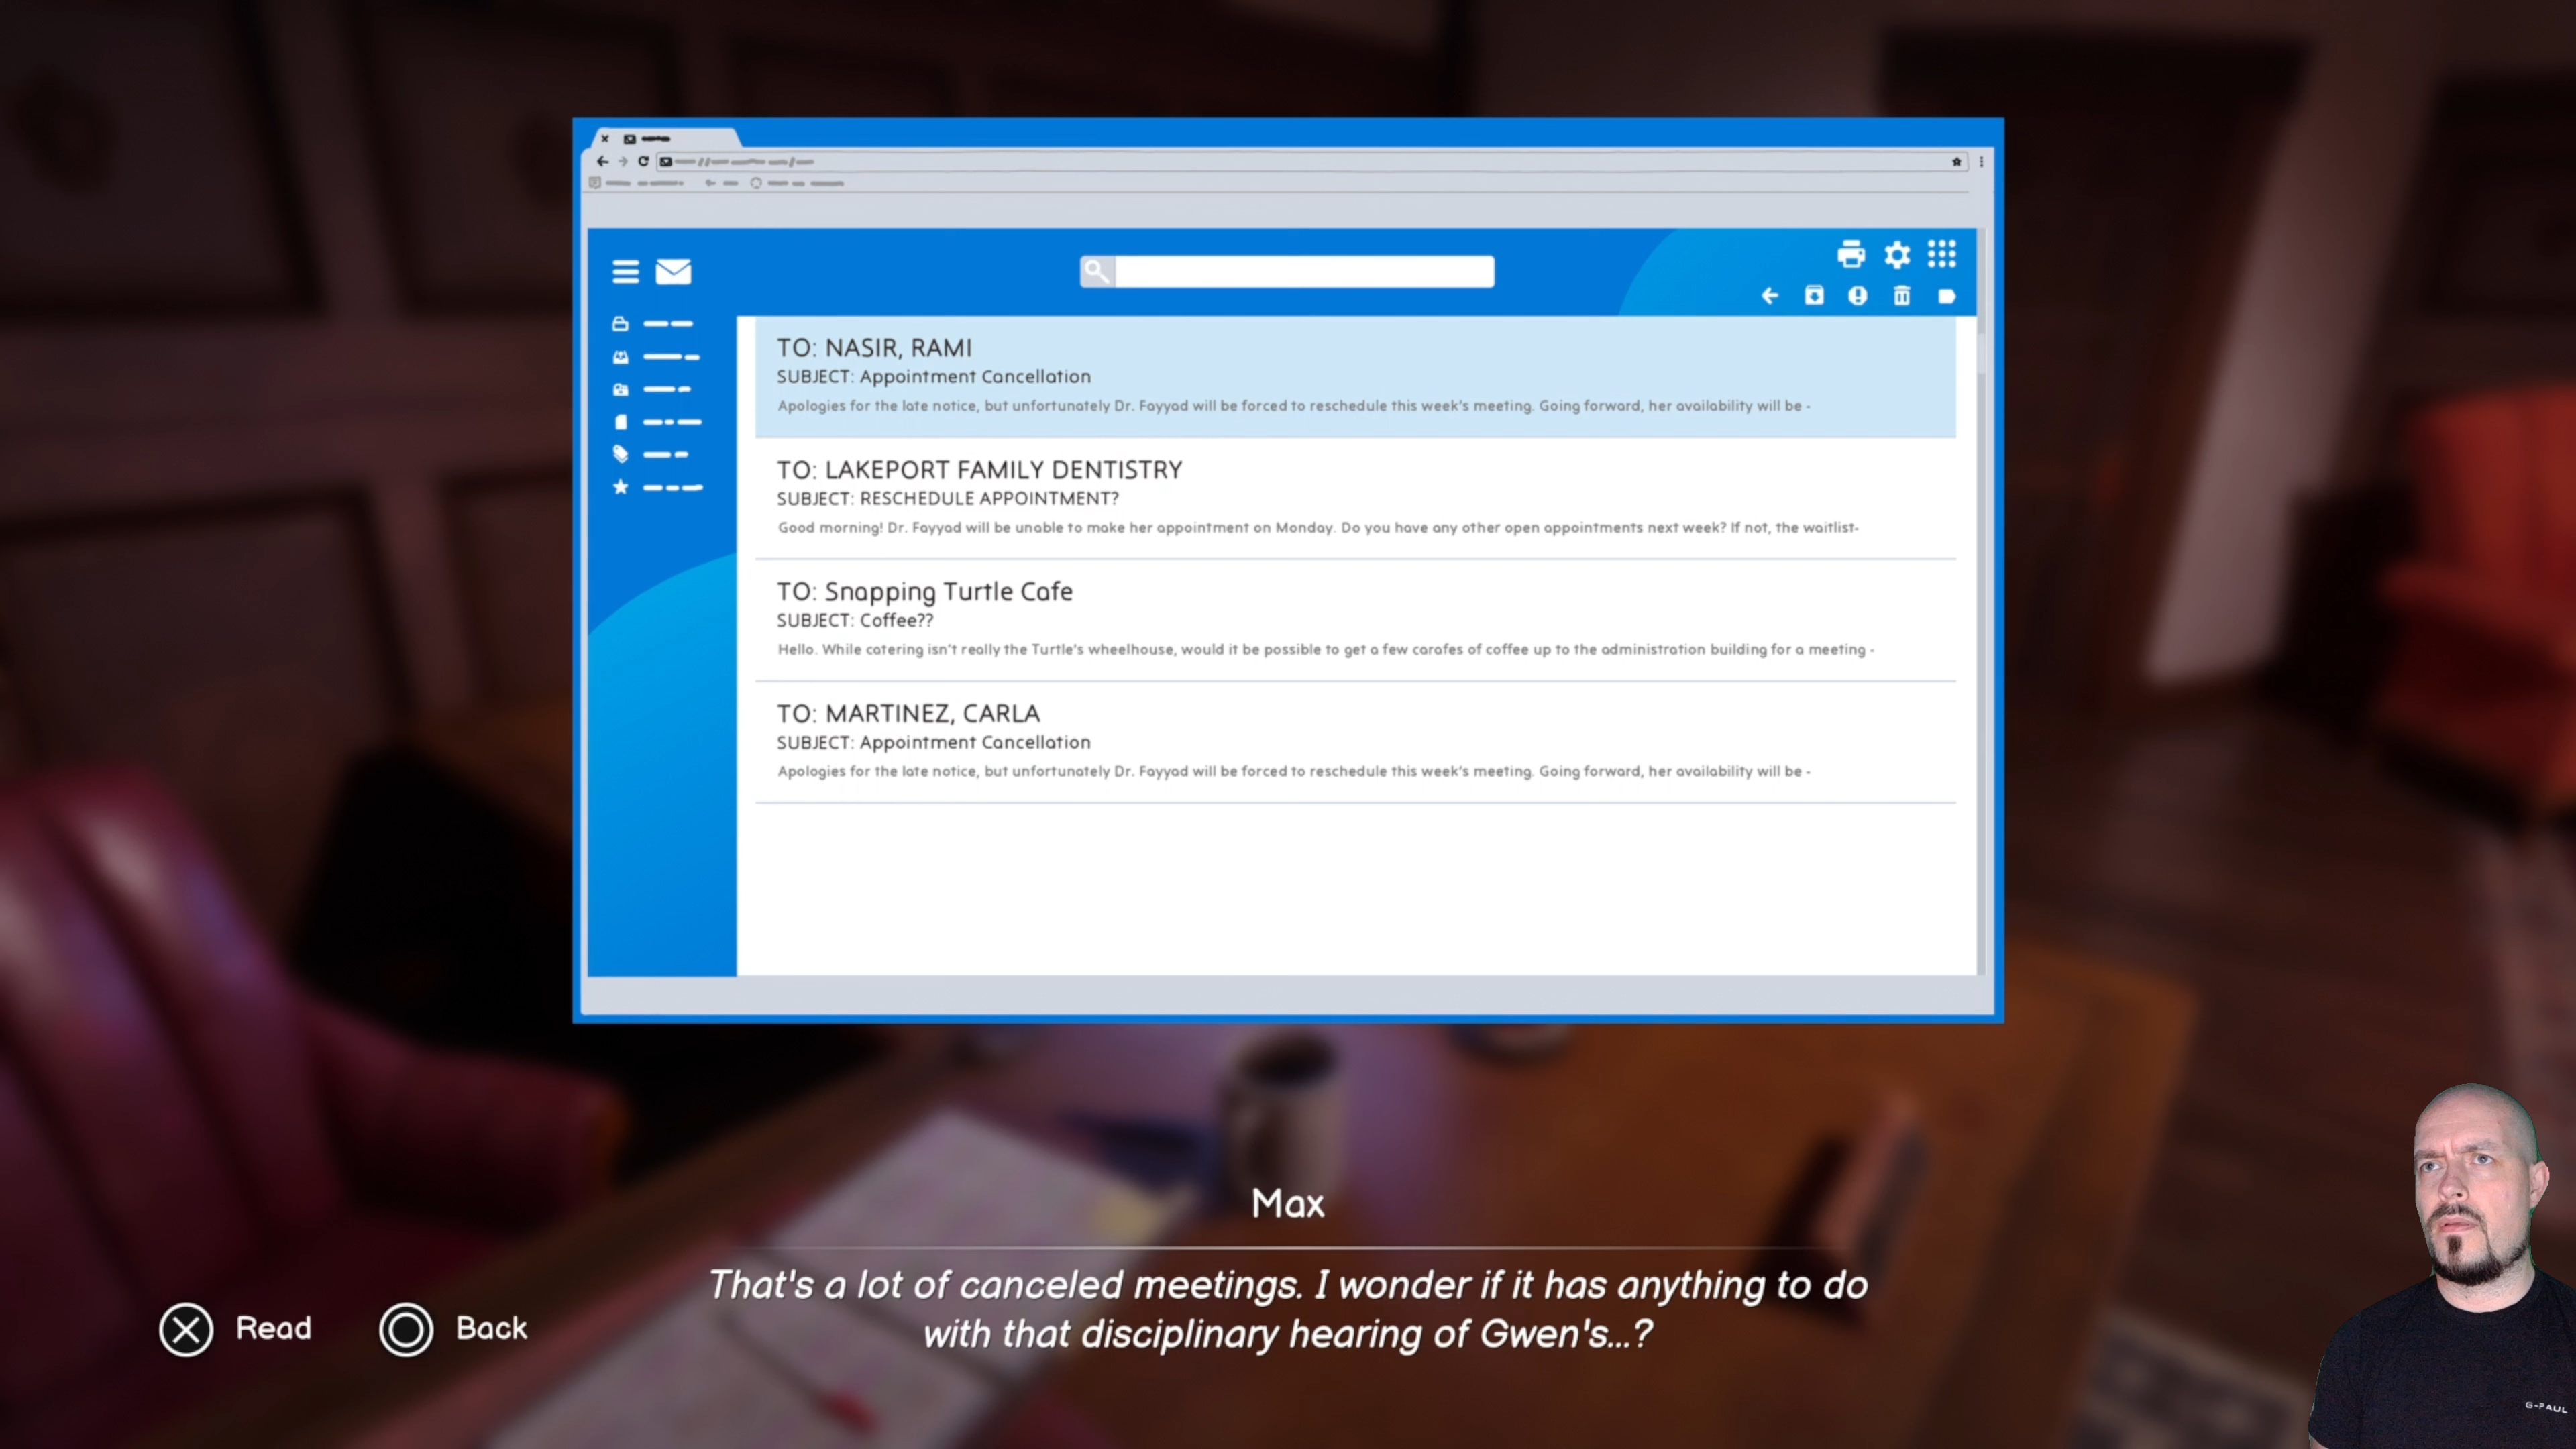 TO: NASIR, RAMI
SUBJECT: Appointment Cancellation
Apologies for the late notice, but unfortunately Dr. Fayyad will be forced to reschedule this week's meeting. Going forward, her availability will be -
TO: LAKEPORT FAMILY DENTISTRY
SUBJECT: RESCHEDULE APPOINTMENT?
Good morning! Dr. Fayyad will be unable to make her appointment on Monday. Do you have any other open appointments next week? If not, the waitlist-
TO: Snapping Turtle Cafe
SUBJECT: Coffee??
Hello. While catering isn't really the Turtle's wheelhouse, would it be possible to get a few carafes of coffee up to the administration building for a meeting -
TO: MARTINEZ, CARLA
SUBJECT: Appointment Cancellation
Apologies for the late notice, but unfortunately Dr. Fayyad will be forced to reschedule this week's meeting. Going forward, her availability will be -
Max
That's a lot of canceled meetings. I wonder if it has anything to do
with that disciplinary hearing of Gwen's...?
Read
Back
G-PAUL